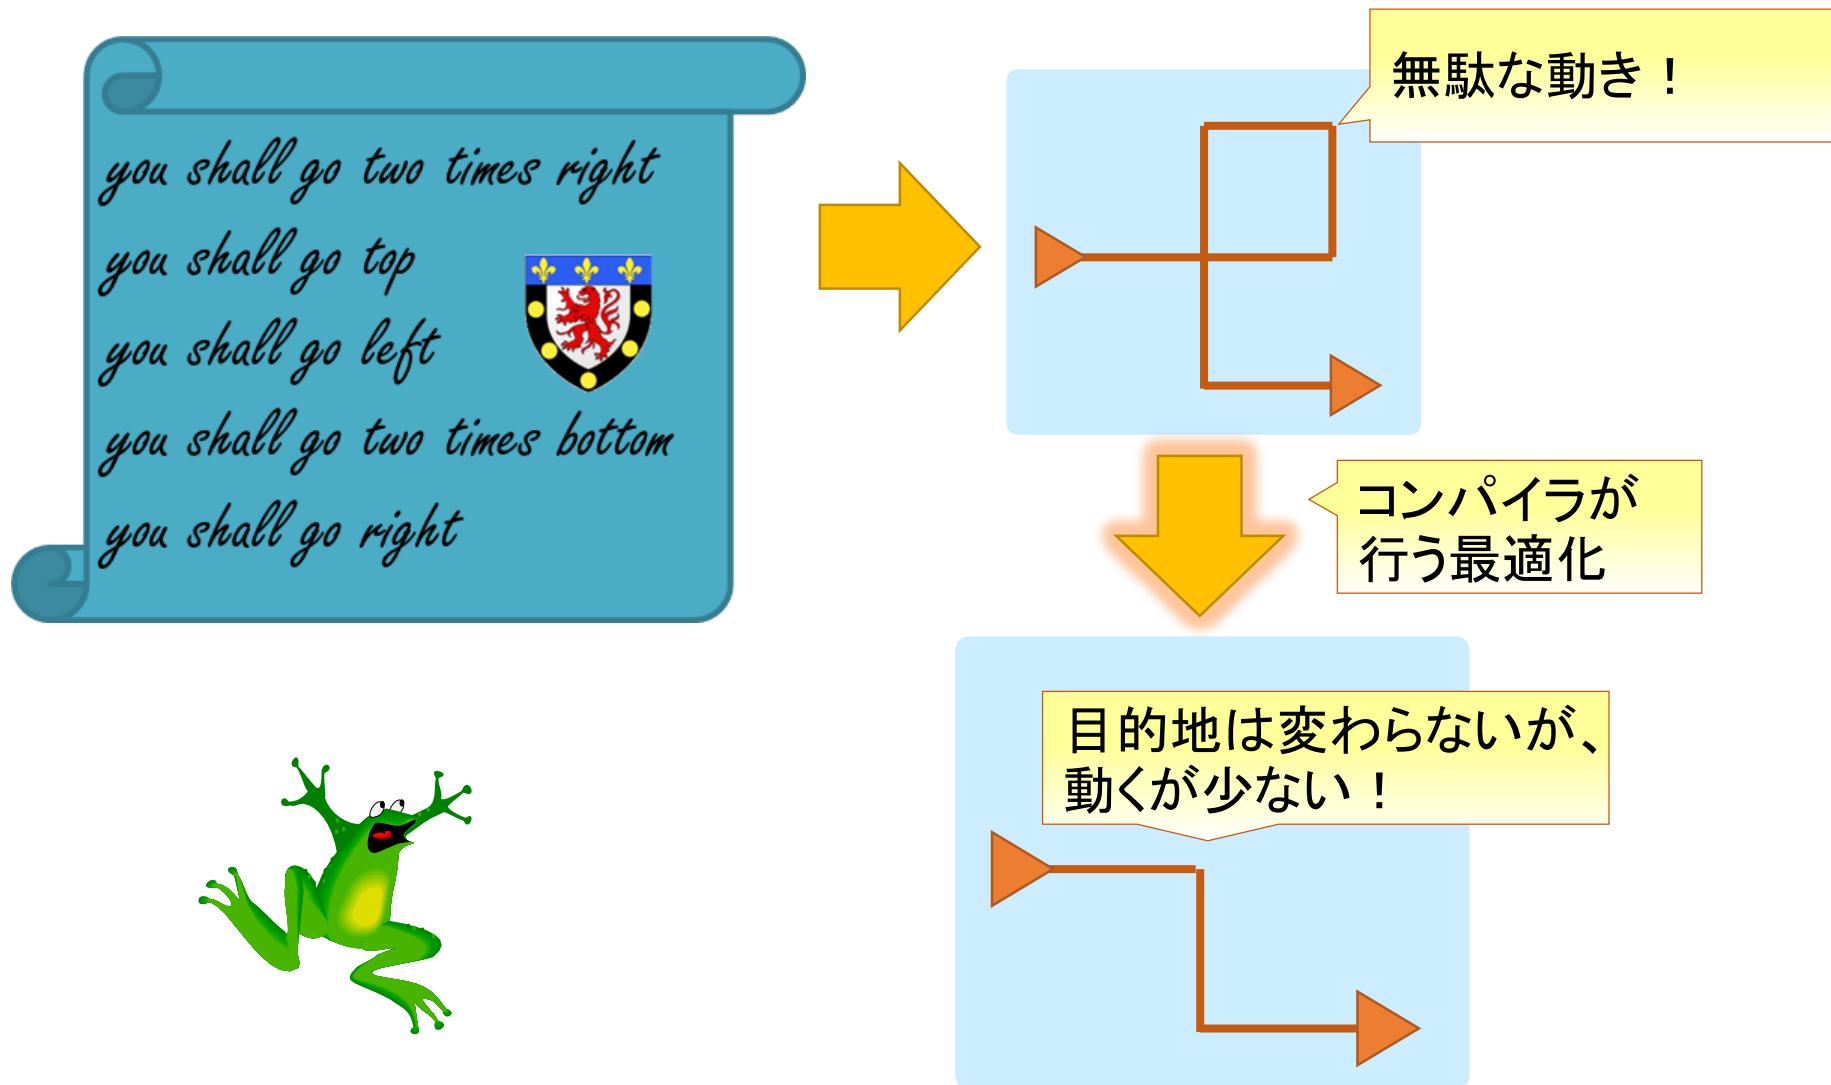 you shall go two times right
you shall go top
you shall go left
you shall go two times bottom
you shall go right
無駄な動き！
コンパイラが
行う最適化
目的地は変わらないが、
動くが少ない！